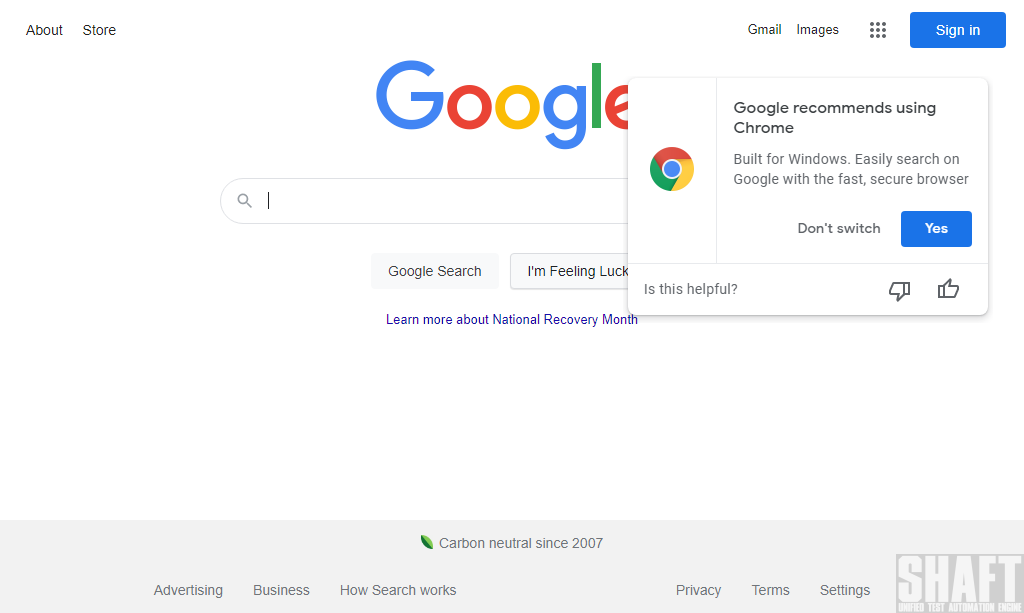 About Store Gmail Images Sign in
Google
Google recommends using
Chrome
Built for Windows. Easily search on
Google with the fast, secure browser
Don't switch Yes
Google Search I'm Feeling Luck
Is this helpful?
Learn more about National Recovery Month
Carbon neutral since 2007
Advertising Business How Search works Privacy Terms Settings
SHAFT
UNIFIED TEST AUTOMATION ENGINE